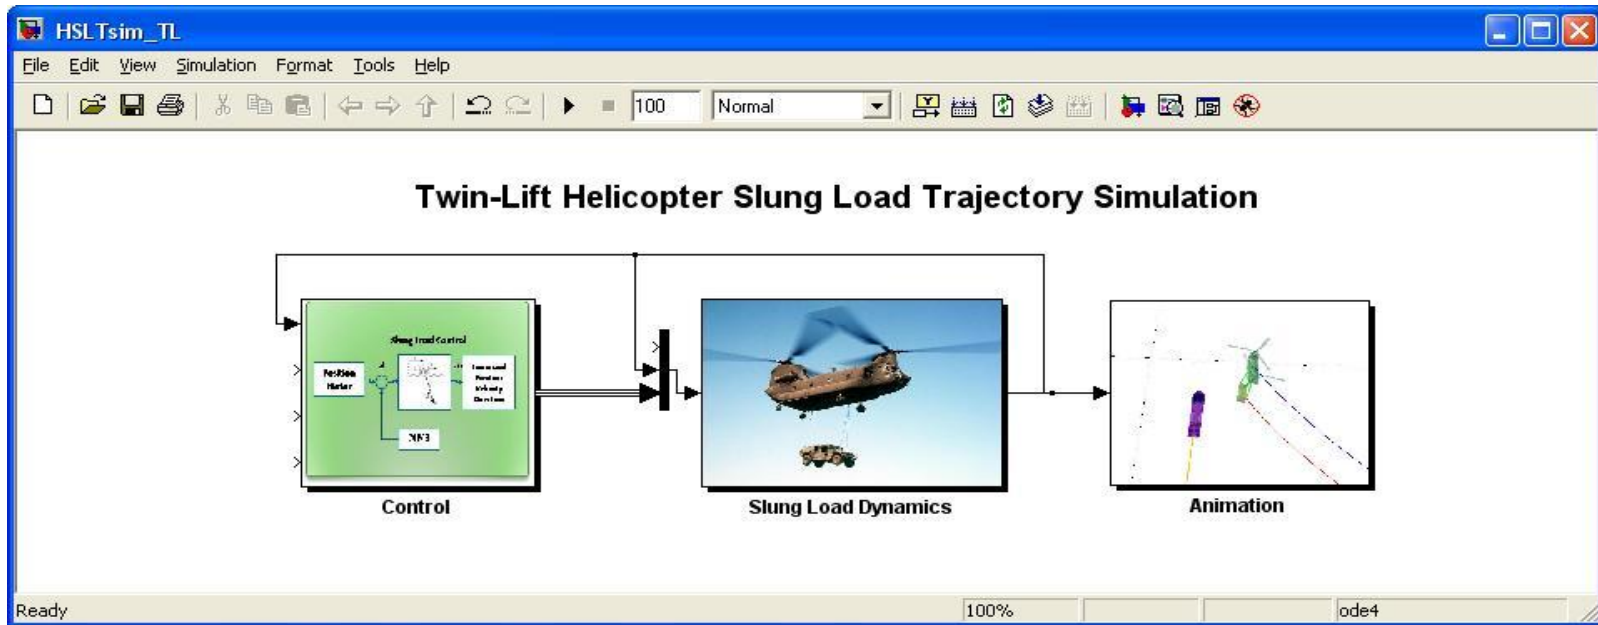 HSLTsim_TL
File Edit View Simulation Format Tools Help
100 Normal
Twin-Lift Helicopter Slung Load Trajectory Simulation
Slung Load Control
Position
Velocity
Control Slung Load Dynamics Animation
Ready 100% ode4